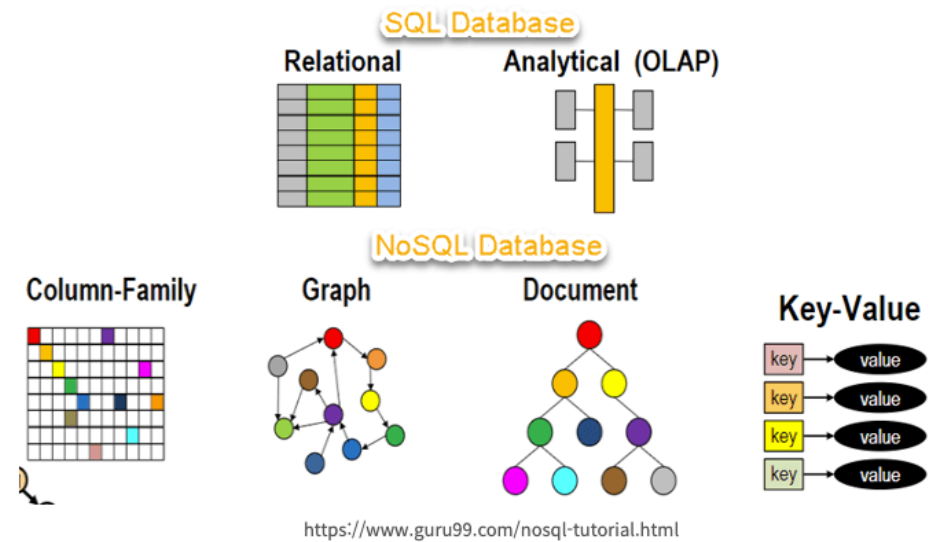 SQL Database
Relational
Analytical (OLAP)
NoSQL Database
Column-Family
Graph
Document
Key-Value
key
value
key
value
key
value
key
value
https://www.guru99.com/nosql-tutorial.html